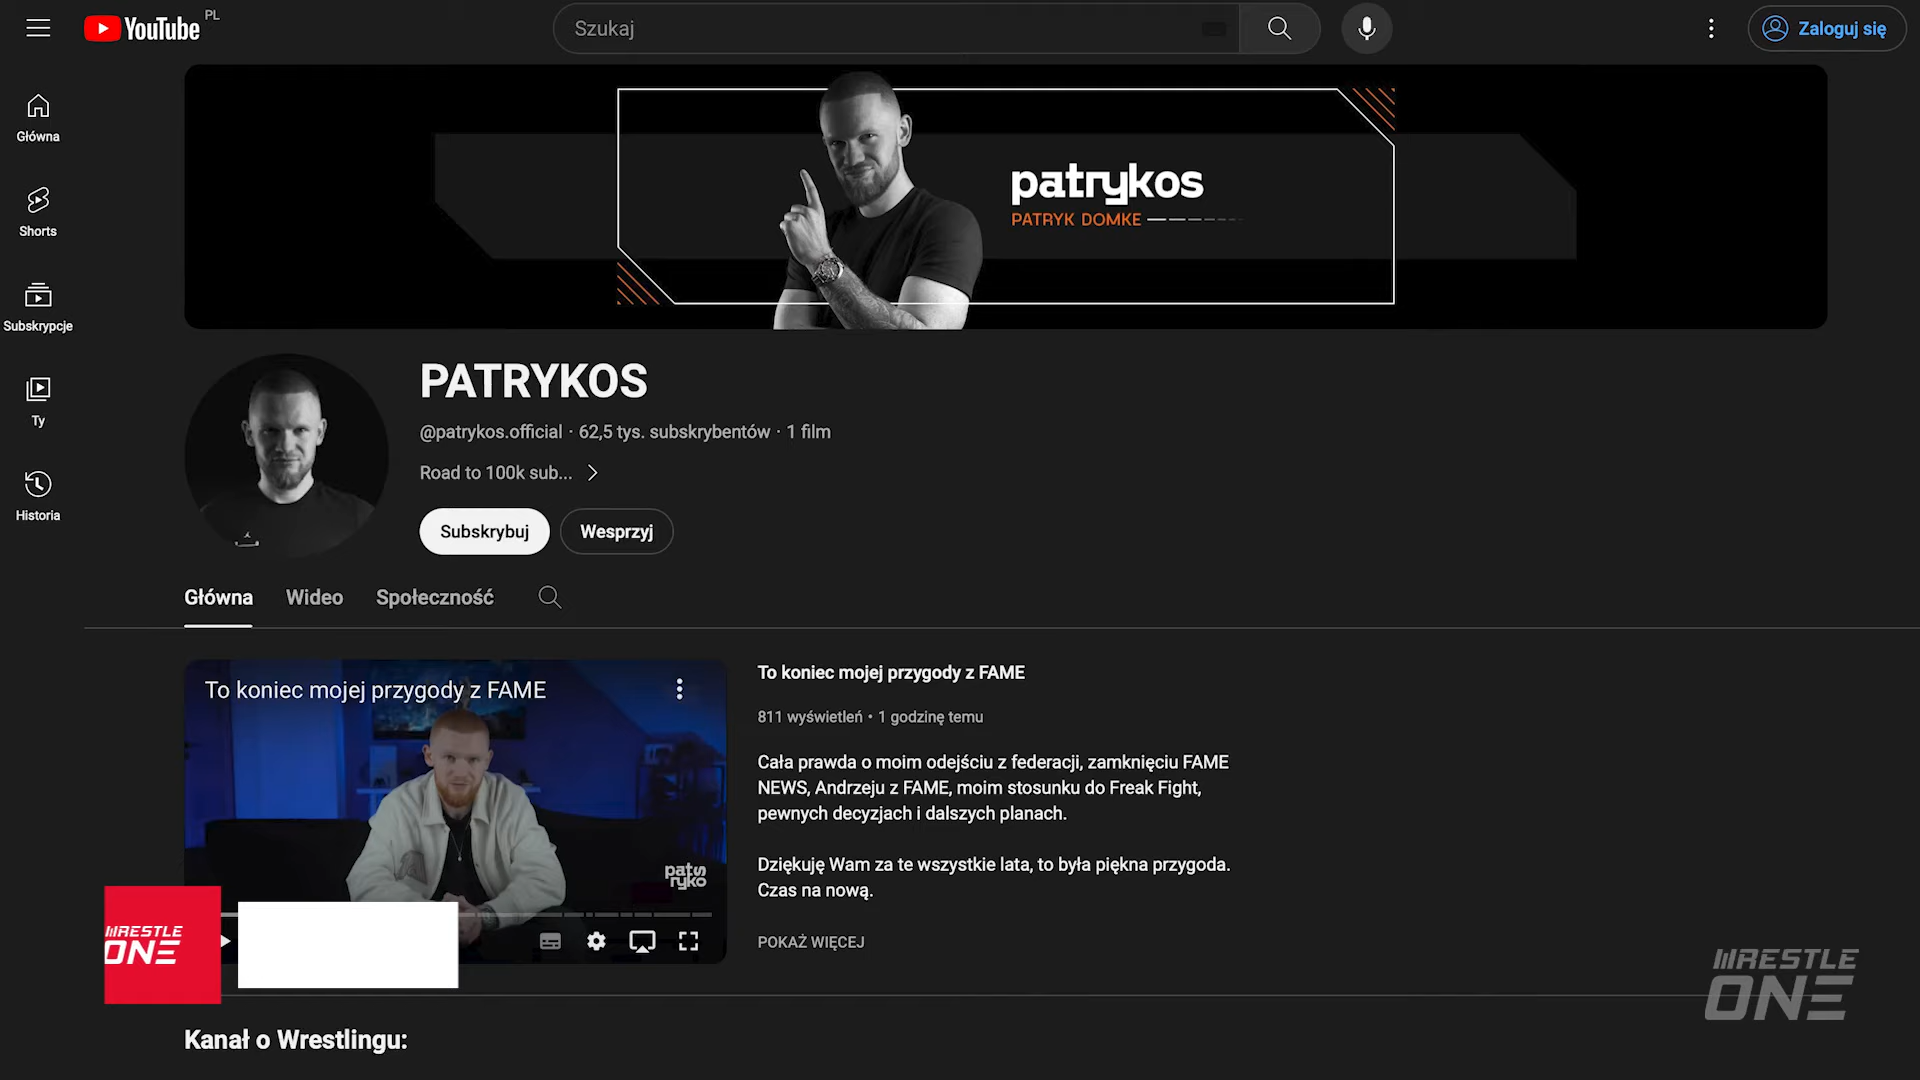 YouTube PL
Szukaj
Zaloguj się
Główna
Shorts
Subskrypcje
Ty
Historia
patrykos
PATRYK DOMKE
PATRYKOS
@patrykos.official · 62,5 tys. subskrybentów · 1 film
Road to 100k sub...
Subskrybuj
Wesprzyj
Główna
Wideo
Społeczność
To koniec mojej przygody z FAME
patryko
s
To koniec mojej przygody z FAME
811 wyświetleń • 1 godzinę temu
Cała prawda o moim odejściu z federacji, zamknięciu FAME
NEWS, Andrzeju z FAME, moim stosunku do Freak Fight,
pewnych decyzjach i dalszych planach.
Dziękuję Wam za te wszystkie lata, to była piękna przygoda.
Czas na nową.
POKAŻ WIĘCEJ
WRESTLE
ONE
WRESTLE
ONE
Kanał o Wrestlingu: